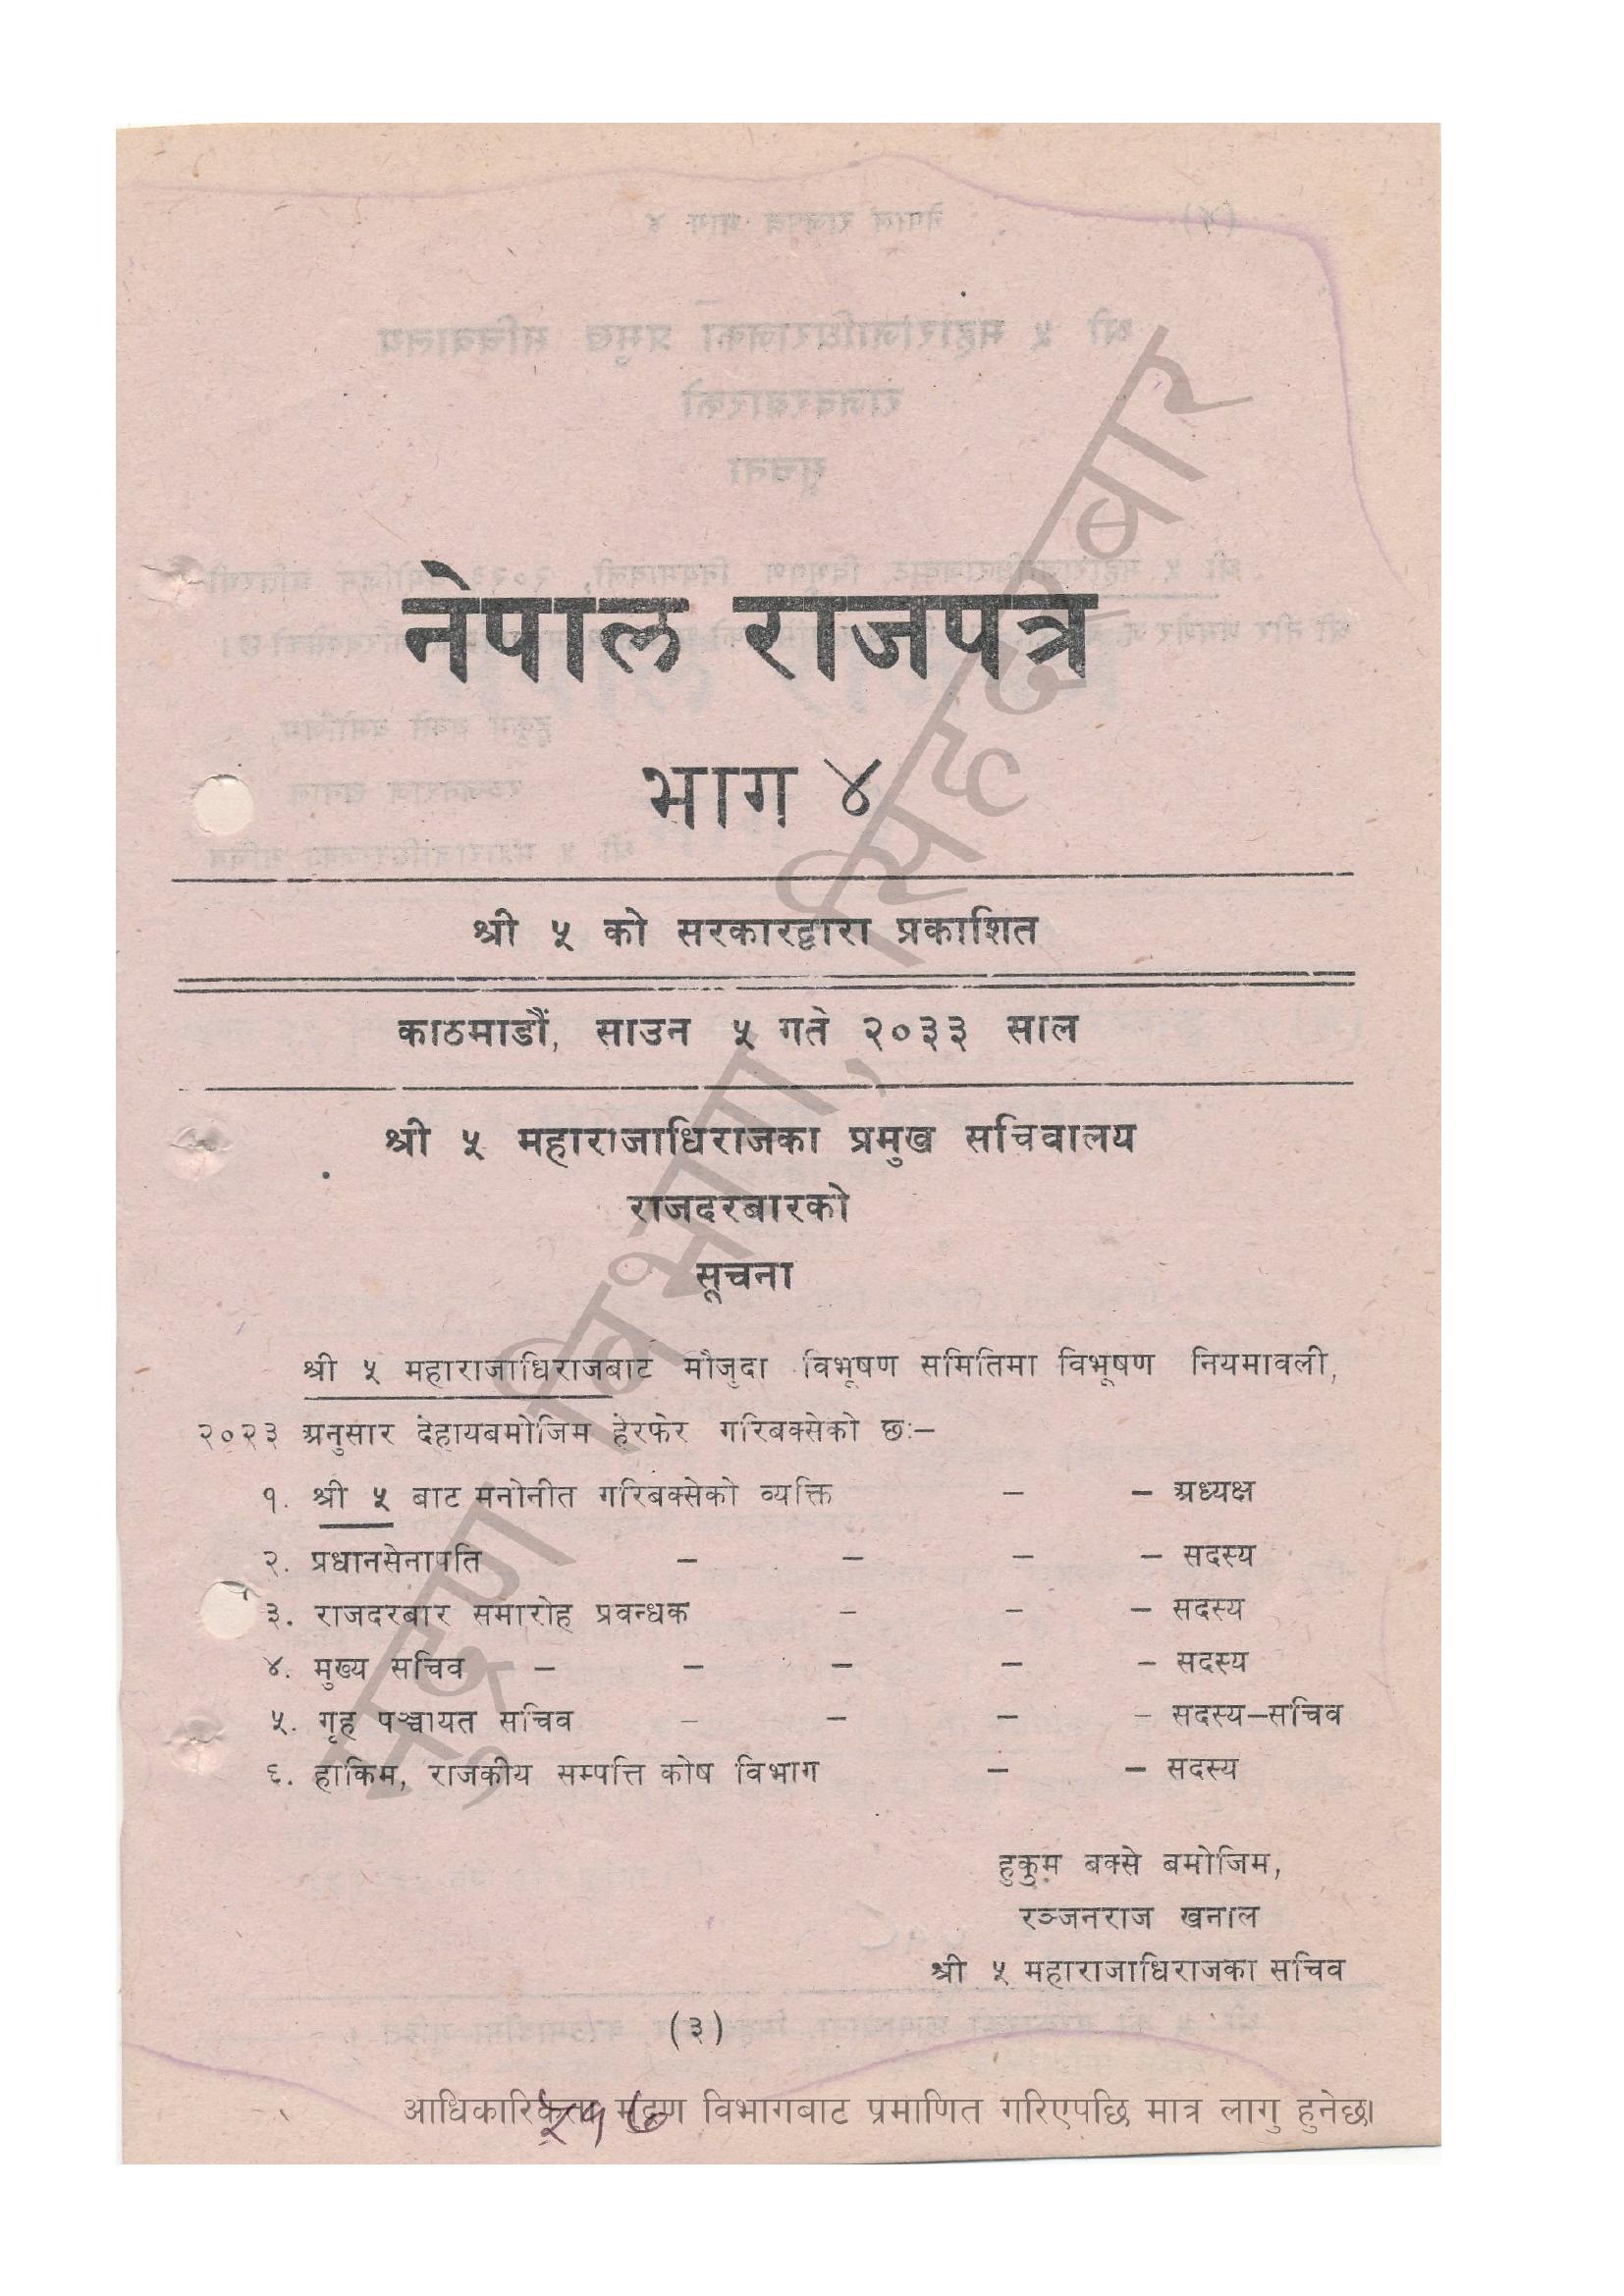 नेपाल राजपत्र
भाग ४
श्री ५ को सरकारद्वारा प्रकाशित
काठमाडौं, साउन ५ गते २०३३ साल
श्री ५ महाराजाधिराजका प्रमुख सचिवालय
राजदरबारको
सूचना
श्री ५ महाराजाधिराजबाट मौजुदा विभूषण समितिमा विभूषण नियमावली,
२०२३ अनुसार देहायबमोजिम हेरफेर गरिबक्सेको छः–
१. श्री ५ बाट मनोनीत गरिबक्सेको व्यक्ति – – अध्यक्ष
२. प्रधानसेनापति – – – – सदस्य
३. राजदरबार समारोह प्रवन्धक – – – सदस्य
४. मुख्य सचिव – – – – – सदस्य
५. गृह पञ्चायत सचिव – – – – सदस्य–सचिव
६. हाकिम, राजकीय सम्पत्ति कोष विभाग – – सदस्य
हुकुम बक्से बमोजिम,
रञ्जनराज खनाल
श्री ५ महाराजाधिराजका सचिव
(३)
आधिकारिकता मुद्रण विभागबाट प्रमाणित गरिएपछि मात्र लागु हुनेछ।
मुद्रण विभाग, सिंहदरबार